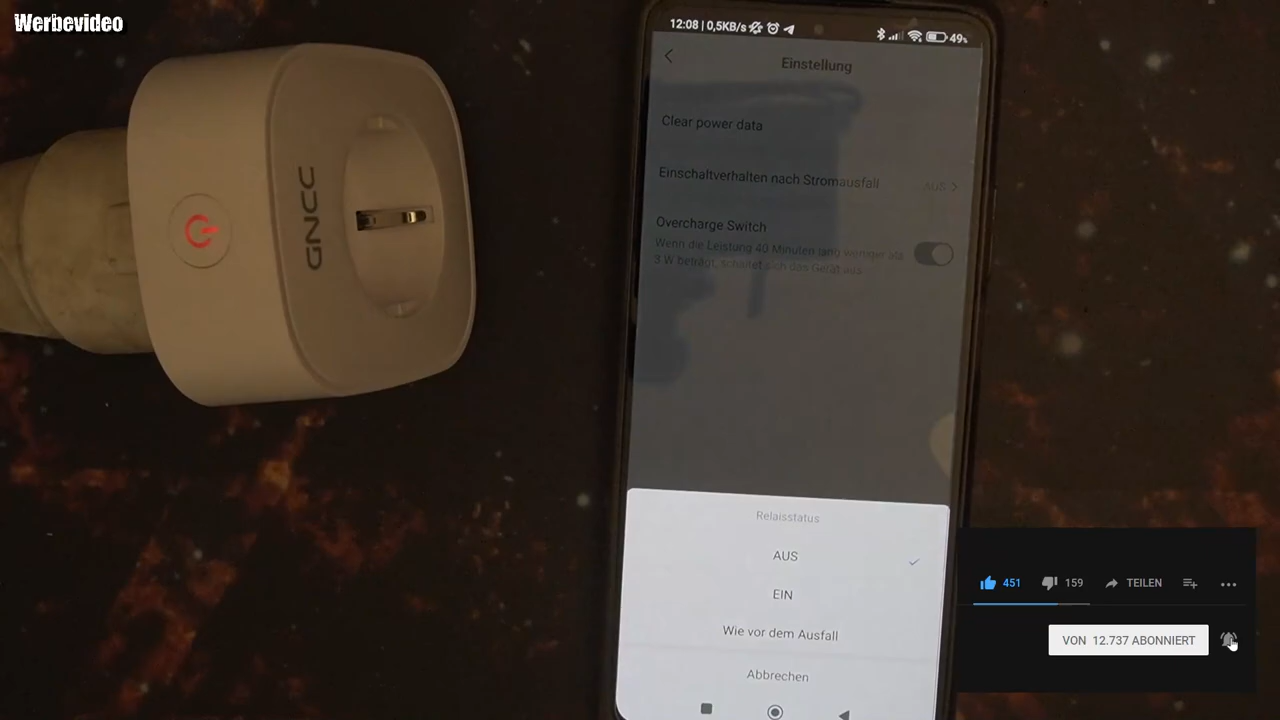 Werbevideo
12:08 | 0,5KB/s
49%
Einstellung
Clear power data
Einschaltverhalten nach Stromausfall
AUS
Overcharge Switch
Wenn die Leistung 40 Minuten lang weniger als
3 W beträgt, schaltet sich das Gerät aus.
GNCC
Relaisstatus
AUS
EIN
Wie vor dem Ausfall
Abbrechen
451
159
TEILEN
VON 12.737 ABONNIERT